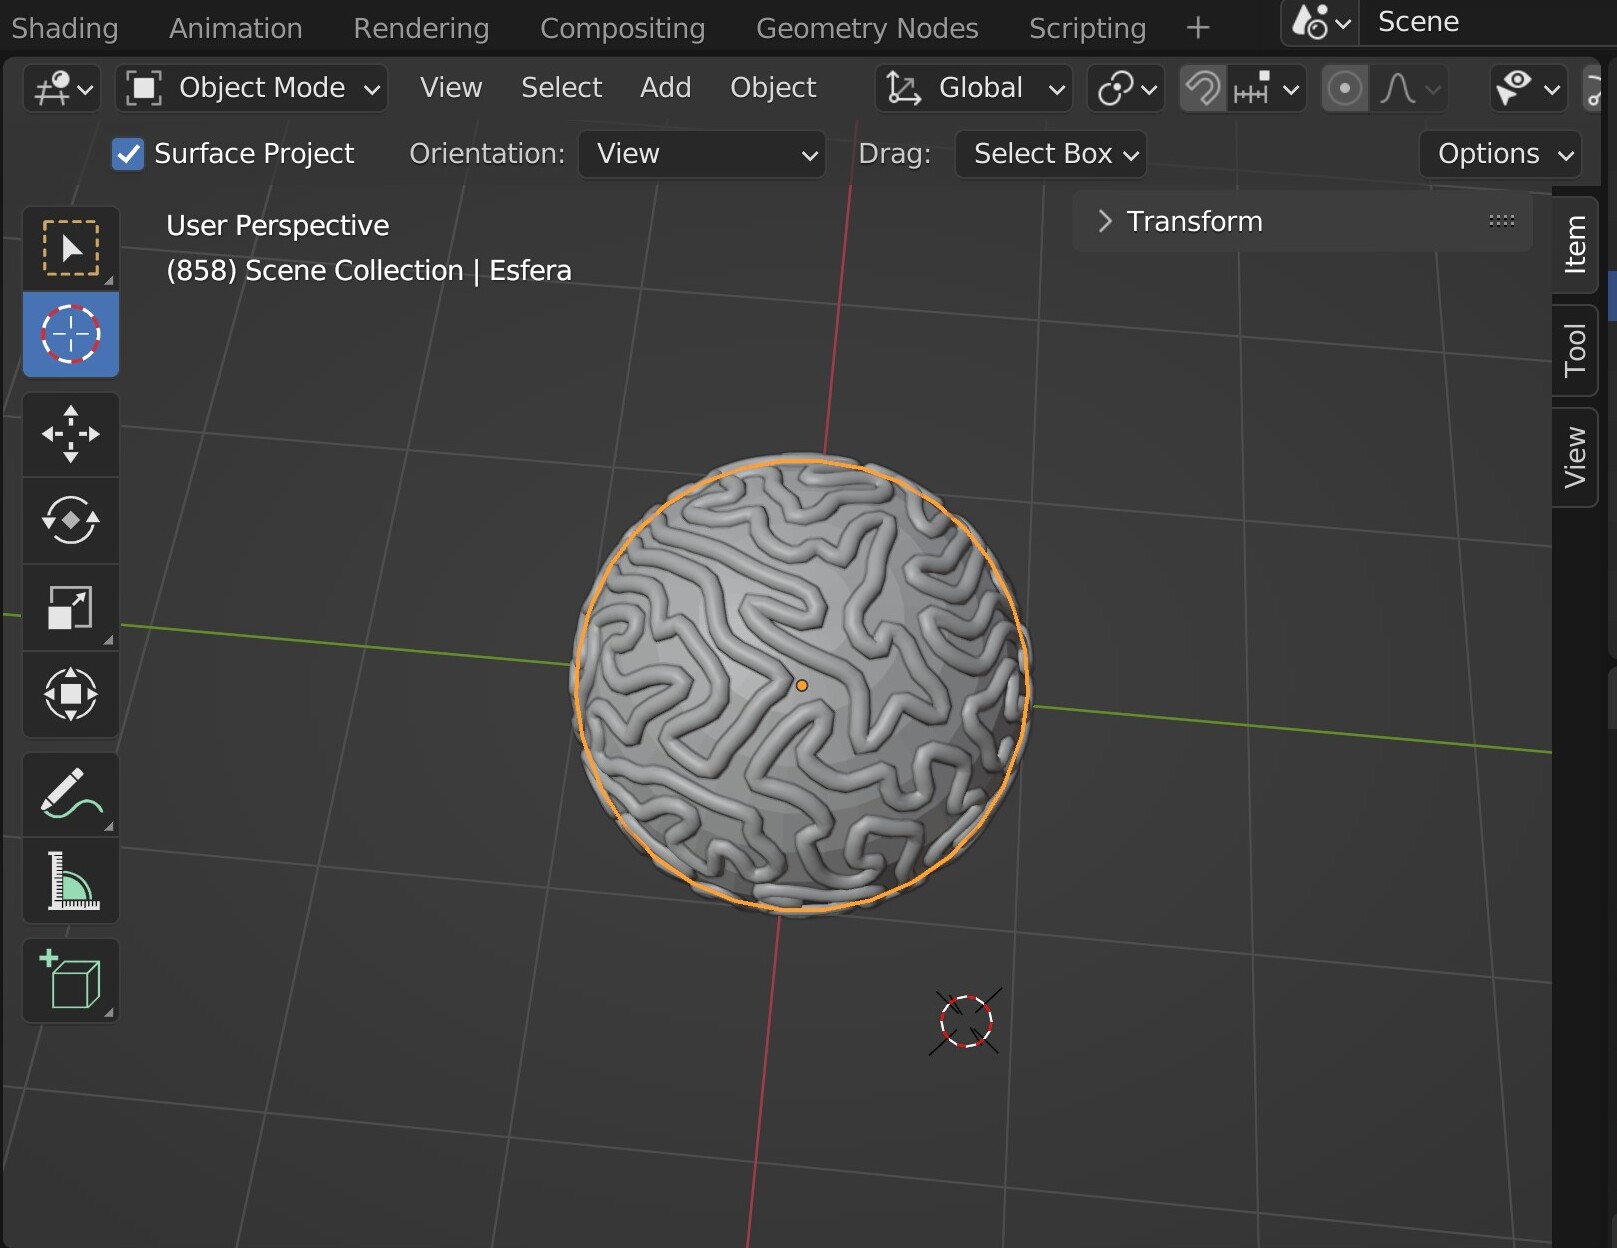 Shading Animation Rendering Compositing Geometry Nodes Scripting + Scene
Object Mode View Select Add Object Global
Surface Project Orientation: View Drag: Select Box Options
User Perspective
(858) Scene Collection | Esfera
Transform
Item
Tool
View